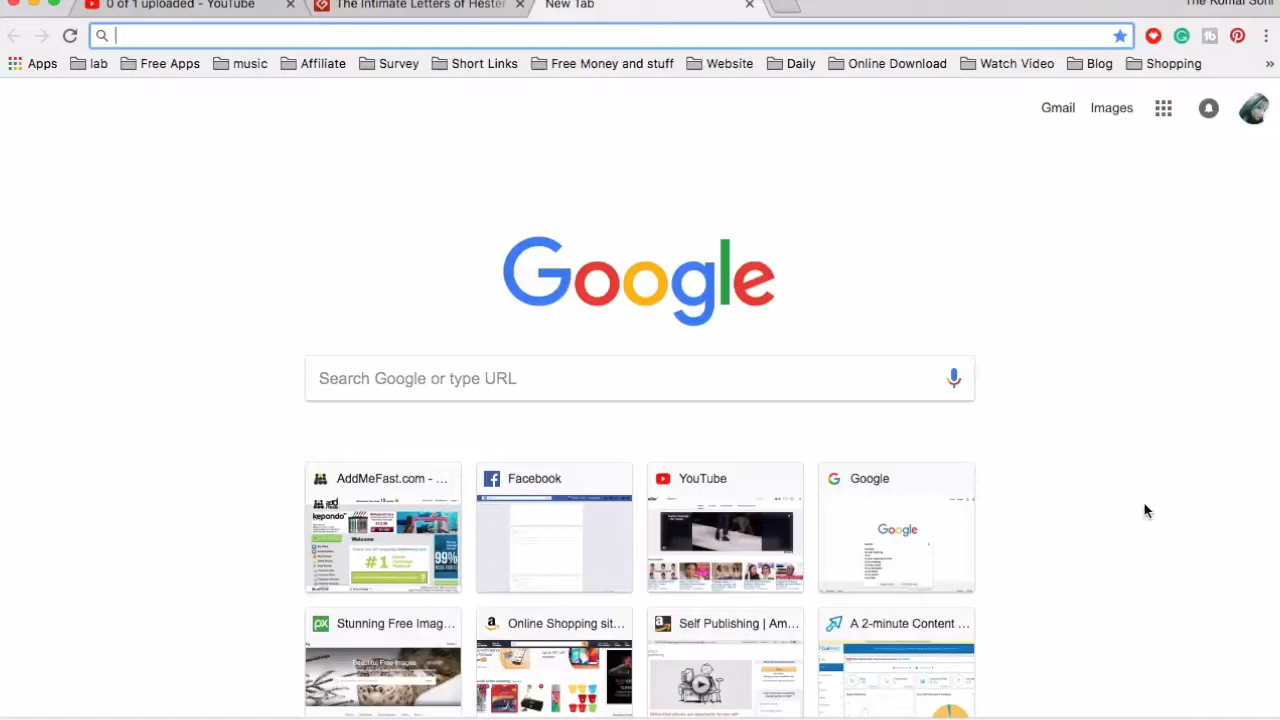 0 of 1 uploaded - YouTube
The Intimate Letters of Hester
New Tab
The Komal Soni
Apps lab Free Apps music Affiliate Survey Short Links Free Money and stuff Website Daily Online Download Watch Video Blog Shopping »
Gmail Images
Google
Search Google or type URL
AddMeFast.com - ... Facebook YouTube Google
Welcome
#1
99%
Google
Stunning Free Imag... Online Shopping sit... Self Publishing | Am... A 2-minute Content ...
Beautiful Free Images